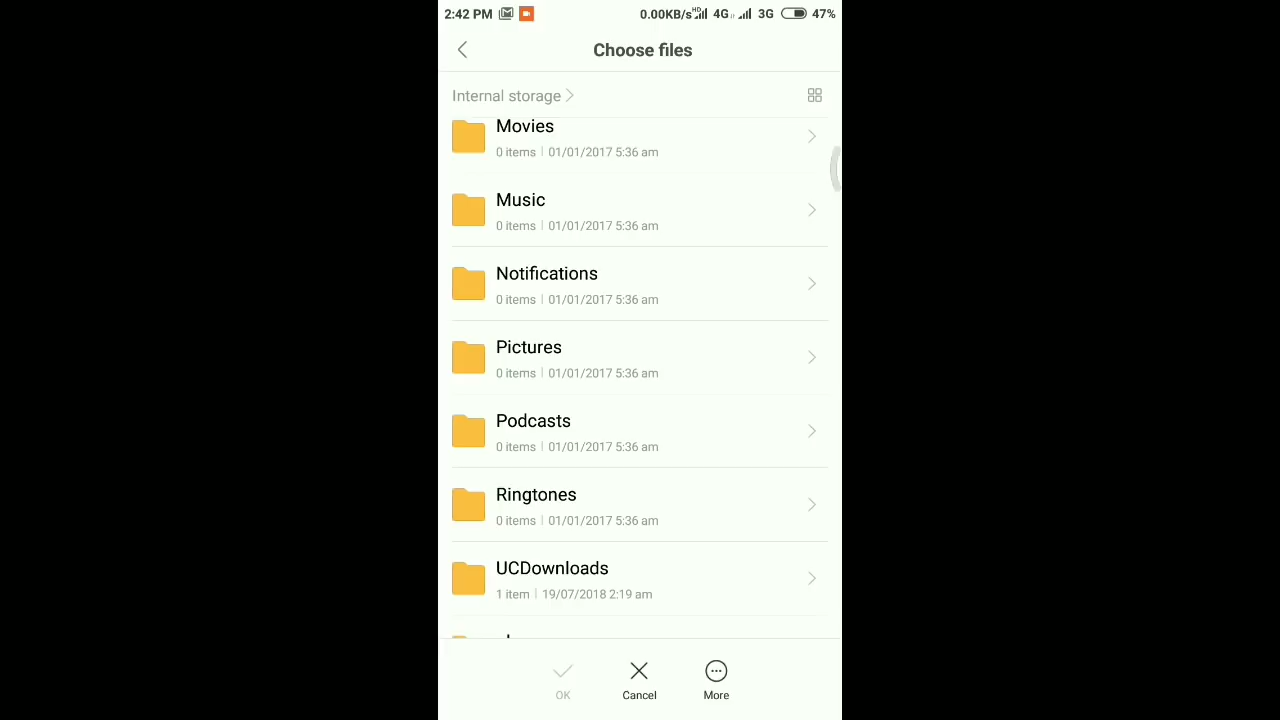 2:42 PM 0.00KB/s HD 4G 3G 47%
Choose files
Internal storage
Movies
0 items | 01/01/2017 5:36 am
Music
0 items | 01/01/2017 5:36 am
Notifications
0 items | 01/01/2017 5:36 am
Pictures
0 items | 01/01/2017 5:36 am
Podcasts
0 items | 01/01/2017 5:36 am
Ringtones
0 items | 01/01/2017 5:36 am
UCDownloads
1 item | 19/07/2018 2:19 am
OK Cancel More